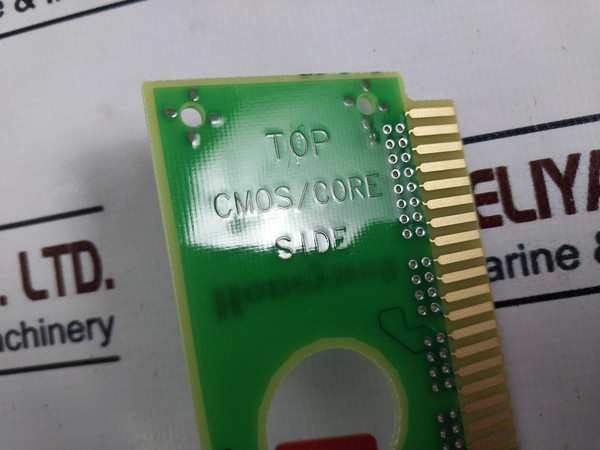 TOP
CMOS/CORE
SIDE
. LTD.
achinery
ELIYA
arine &